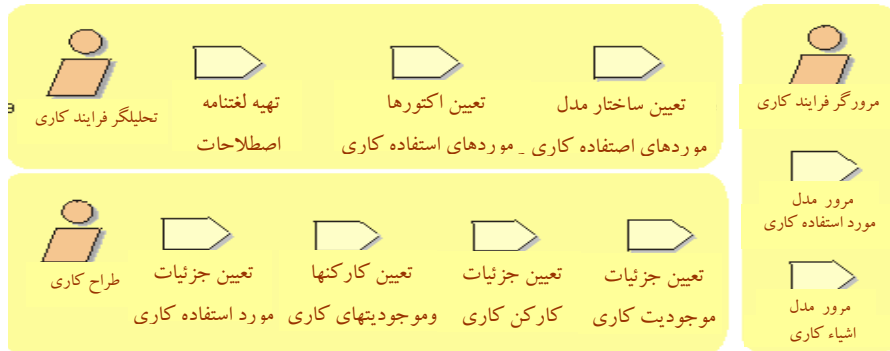 تحلیلگر فرایند کاری
تهیه لغتنامه
اصطلاحات
تعیین اکتورها
موردهای استفاده کاری
تعیین ساختار مدل
موردهای اصتفاده کاری
مرورگر فرایند کاری
مرور مدل
مورد استفاده کاری
مرور مدل
اشیاء کاری
طراح کاری
تعیین جزئیات
مورد استفاده کاری
تعیین کارکنها
وموجودیتهای کاری
تعیین جزئیات
کارکن کاری
تعیین جزئیات
موجودیت کاری